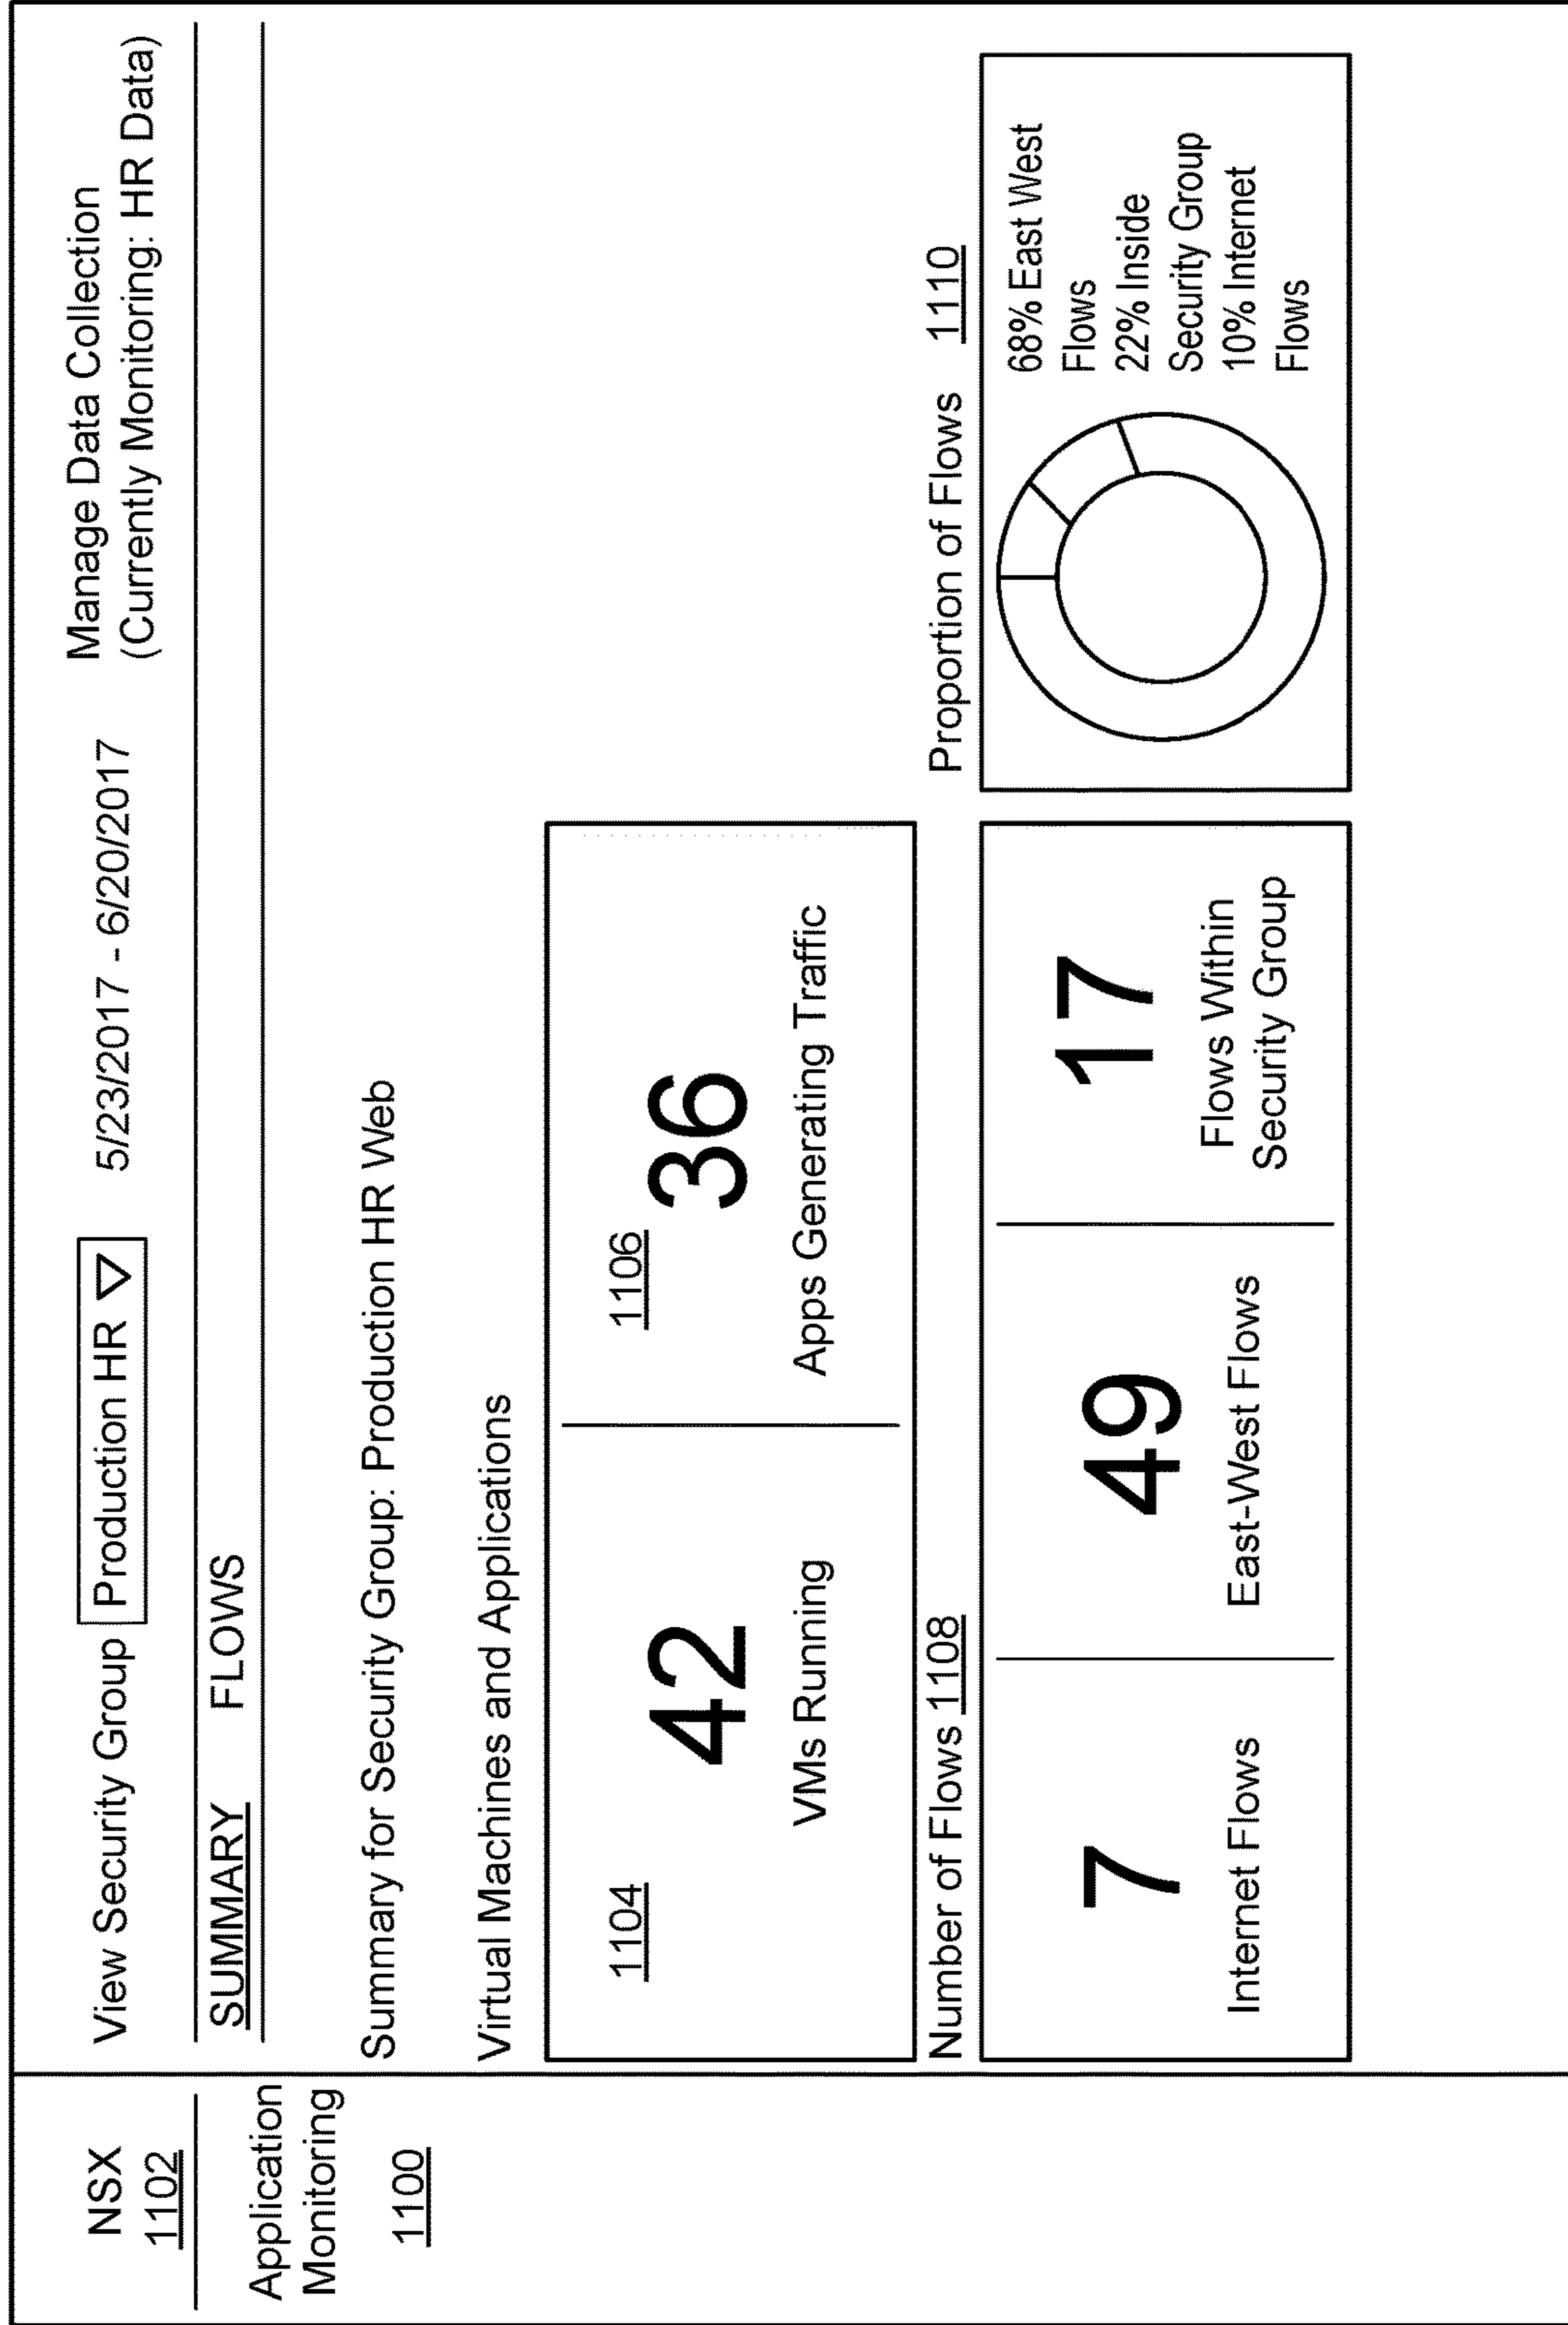 NSX
1102
Application
Monitoring
1100
View Security Group Production HR 5/23/2017 - 6/20/2017
Manage Data Collection
(Currently Monitoring: HR Data)
SUMMARY FLOWS
Summary for Security Group: Production HR Web
Virtual Machines and Applications
1104
42
VMs Running
1106
36
Apps Generating Traffic
Number of Flows 1108
7
Internet Flows
49
East-West Flows
17
Flows Within
Security Group
Proportion of Flows 1110
68% East West
Flows
22% Inside
Security Group
10% Internet
Flows